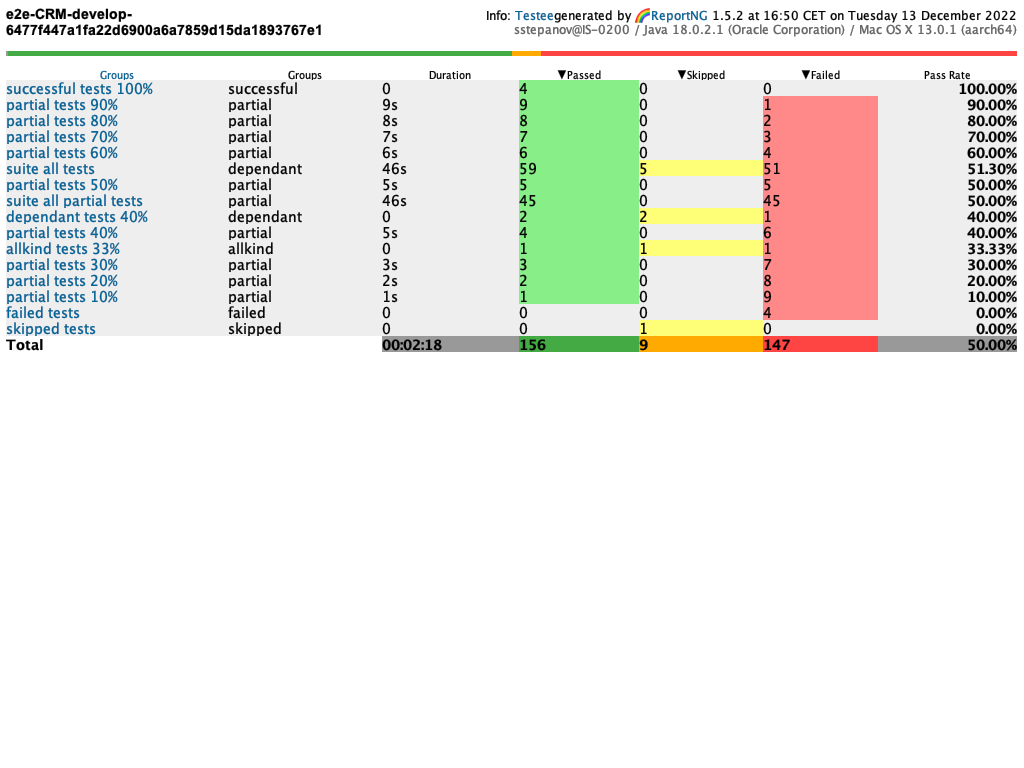 e2e-CRM-develop-
6477f447a1fa22d6900a6a7859d15da1893767e1
Info: Testeegenerated by ReportNG 1.5.2 at 16:50 CET on Tuesday 13 December 2022
sstepanov@IS-0200 / Java 18.0.2.1 (Oracle Corporation) / Mac OS X 13.0.1 (aarch64)
Groups Groups Duration ▼Passed ▼Skipped ▼Failed Pass Rate
successful tests 100% successful 0 4 0 0 100.00%
partial tests 90% partial 9s 9 0 1 90.00%
partial tests 80% partial 8s 8 0 2 80.00%
partial tests 70% partial 7s 7 0 3 70.00%
partial tests 60% partial 6s 6 0 4 60.00%
suite all tests dependant 46s 59 5 51 51.30%
partial tests 50% partial 5s 5 0 5 50.00%
suite all partial tests partial 46s 45 0 45 50.00%
dependant tests 40% dependant 0 2 2 1 40.00%
partial tests 40% partial 5s 4 0 6 40.00%
allkind tests 33% allkind 0 1 1 1 33.33%
partial tests 30% partial 3s 3 0 7 30.00%
partial tests 20% partial 2s 2 0 8 20.00%
partial tests 10% partial 1s 1 0 9 10.00%
failed tests failed 0 0 0 4 0.00%
skipped tests skipped 0 0 1 0 0.00%
Total 00:02:18 156 9 147 50.00%